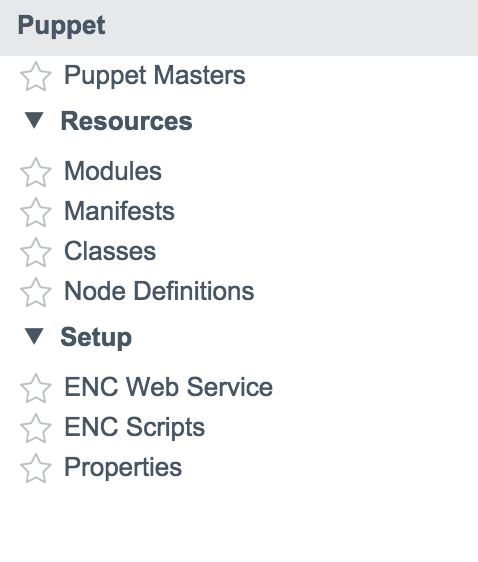 Puppet
Puppet Masters
Resources
Modules
Manifests
Classes
Node Definitions
Setup
ENC Web Service
ENC Scripts
Properties